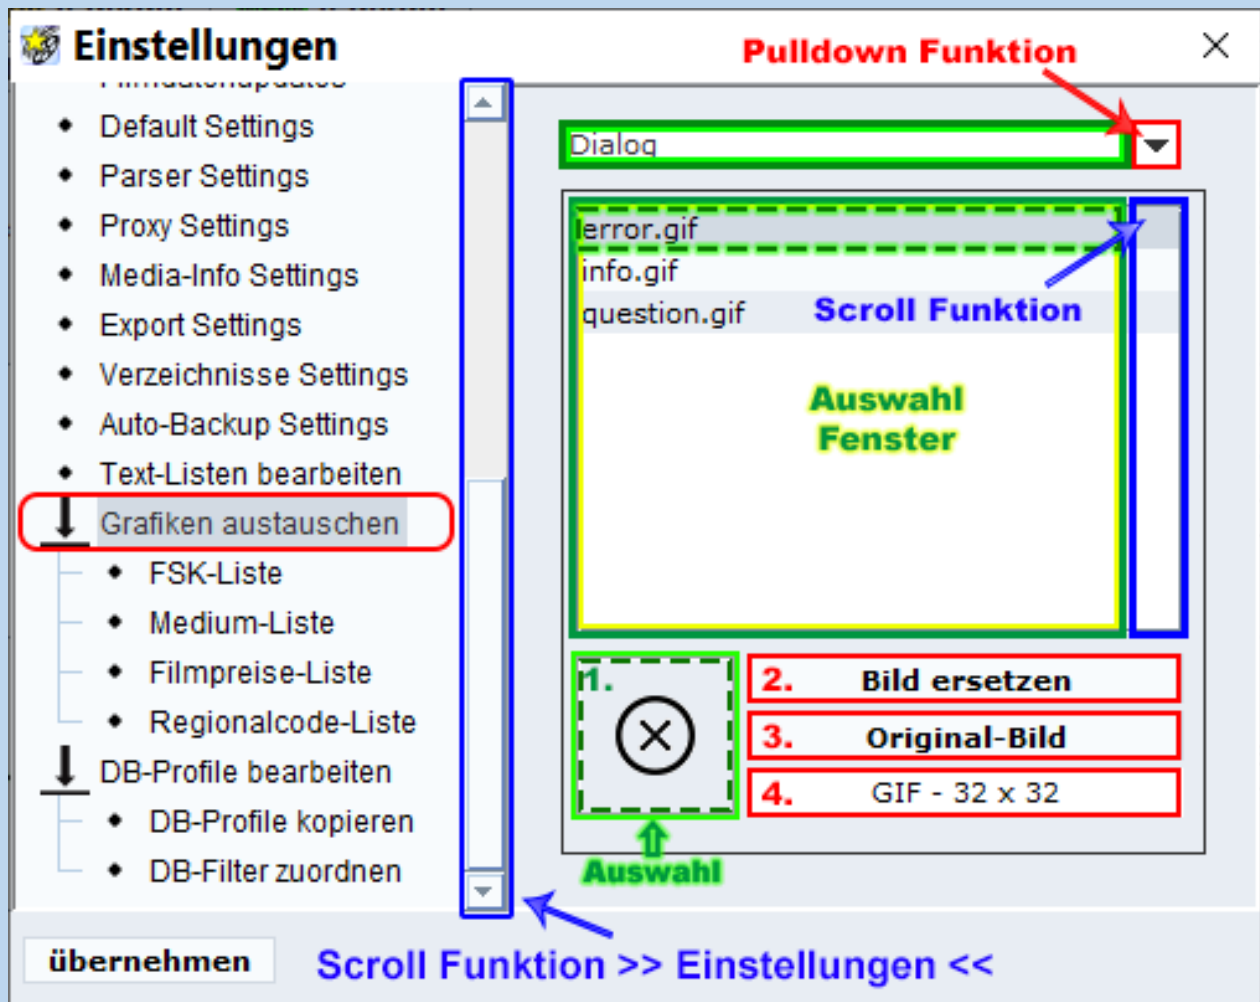 Einstellungen
Pulldown Funktion
Default Settings
Parser Settings
Proxy Settings
Media-Info Settings
Export Settings
Verzeichnisse Settings
Auto-Backup Settings
Text-Listen bearbeiten
Grafiken austauschen
FSK-Liste
Medium-Liste
Filmpreise-Liste
Regionalcode-Liste
DB-Profile bearbeiten
DB-Profile kopieren
DB-Filter zuordnen
Dialog
error.gif
info.gif
question.gif
Scroll Funktion
Auswahl
Fenster
1.
2. Bild ersetzen
3. Original-Bild
4. GIF - 32 x 32
Auswahl
übernehmen
Scroll Funktion >> Einstellungen <<